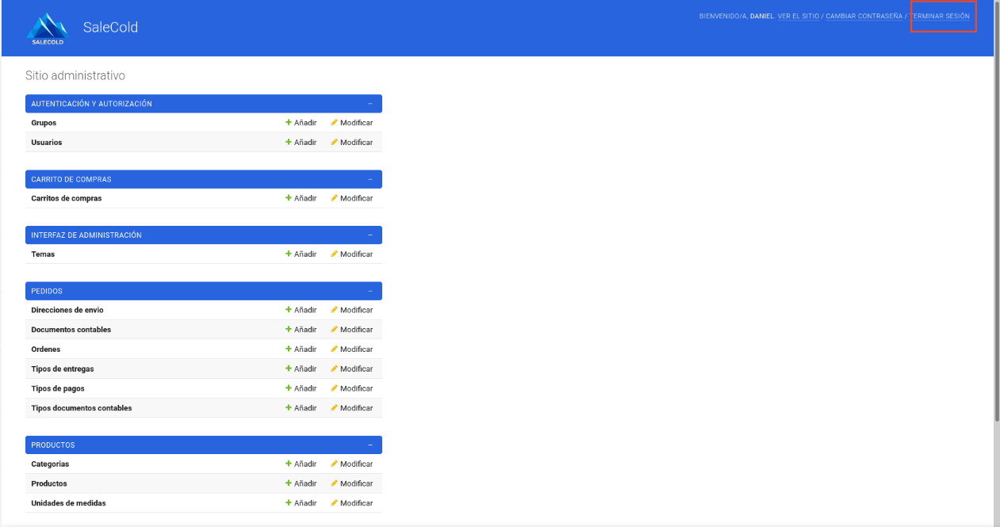 SALECOLD
SaleCold
BIENVENIDO/A, DANIEL. VER EL SITIO / CAMBIAR CONTRASEÑA / TERMINAR SESIÓN
Sitio administrativo
AUTENTICACIÓN Y AUTORIZACIÓN –
Grupos + Añadir Modificar
Usuarios + Añadir Modificar
CARRITO DE COMPRAS –
Carritos de compras + Añadir Modificar
INTERFAZ DE ADMINISTRACIÓN –
Temas + Añadir Modificar
PEDIDOS –
Direcciones de envio + Añadir Modificar
Documentos contables + Añadir Modificar
Ordenes + Añadir Modificar
Tipos de entregas + Añadir Modificar
Tipos de pagos + Añadir Modificar
Tipos documentos contables + Añadir Modificar
PRODUCTOS –
Categorias + Añadir Modificar
Productos + Añadir Modificar
Unidades de medidas + Añadir Modificar